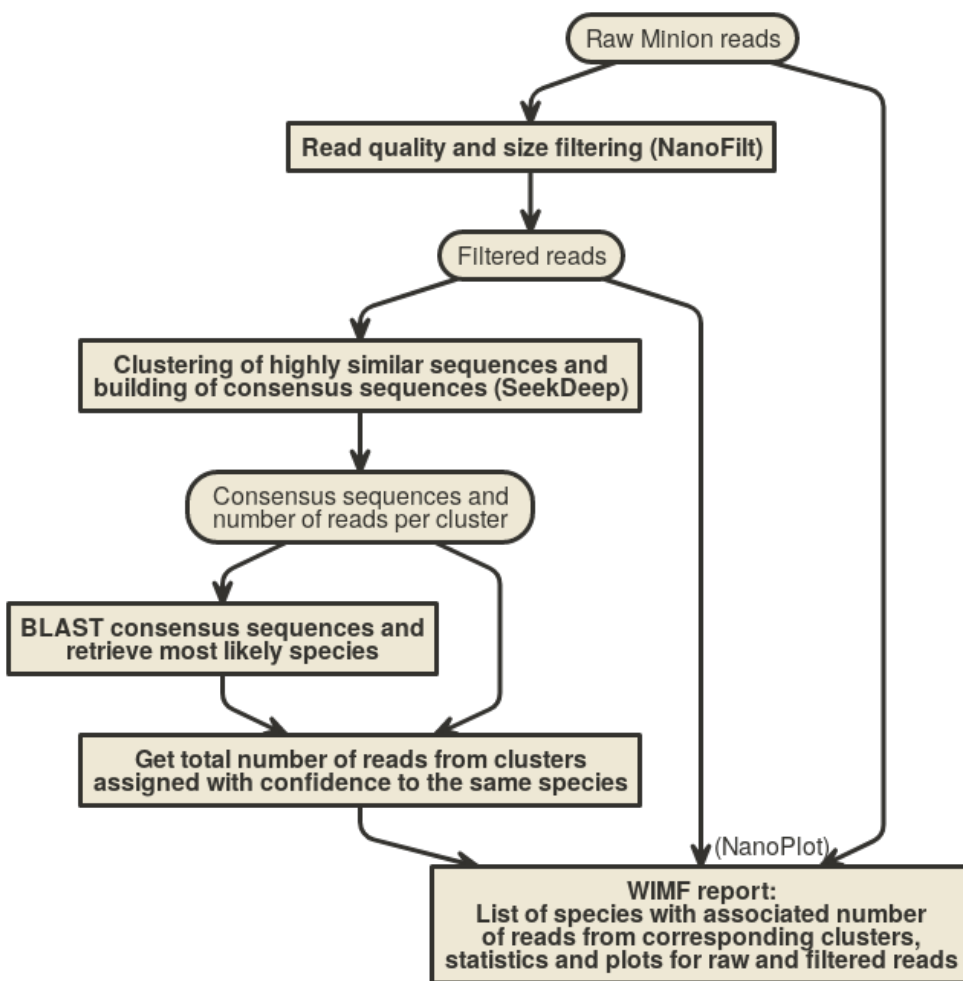 Raw Minion reads
Read quality and size filtering (NanoFilt)
Filtered reads
Clustering of highly similar sequences and
building of consensus sequences (SeekDeep)
Consensus sequences and
number of reads per cluster
BLAST consensus sequences and
retrieve most likely species
Get total number of reads from clusters
assigned with confidence to the same species
(NanoPlot)
WIMF report:
List of species with associated number
of reads from corresponding clusters,
statistics and plots for raw and filtered reads